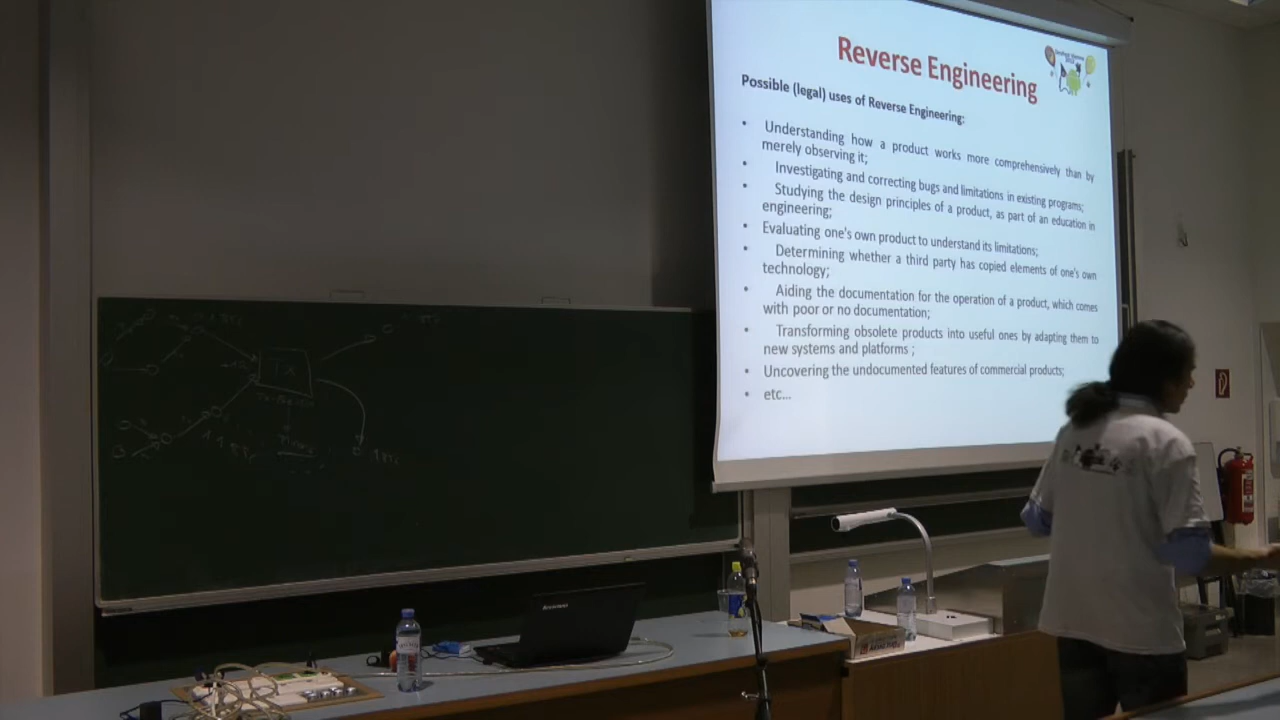 Reverse Engineering
Possible (legal) uses of Reverse Engineering:
• Understanding how a product works more comprehensively than by
merely observing it;
• Investigating and correcting bugs and limitations in existing programs;
• Studying the design principles of a product, as part of an education in
engineering;
• Evaluating one's own product to understand its limitations;
• Determining whether a third party has copied elements of one's own
technology;
• Aiding the documentation for the operation of a product, which comes
with poor or no documentation;
• Transforming obsolete products into useful ones by adapting them to
new systems and platforms ;
• Uncovering the undocumented features of commercial products;
• etc...
TX
lenovo